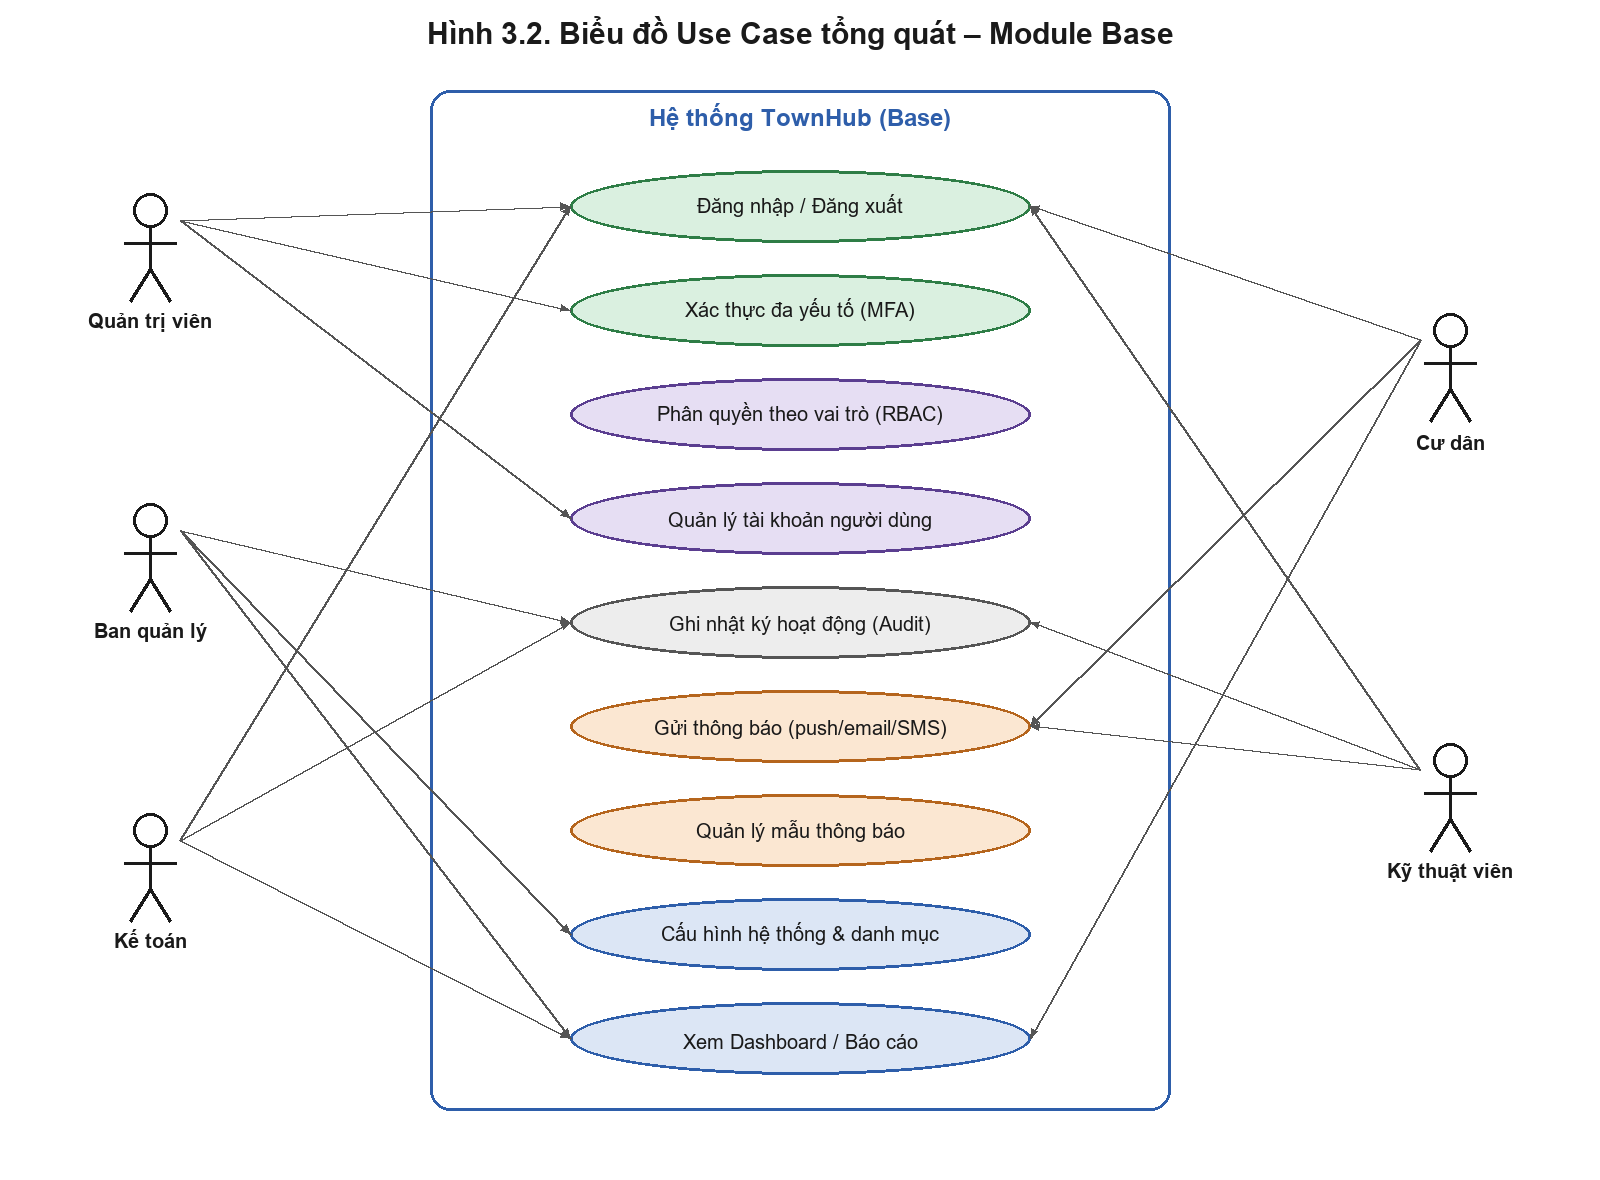 Hình 3.2. Biểu đồ Use Case tổng quát – Module Base
Hệ thống TownHub (Base)
Đăng nhập / Đăng xuất
Xác thực đa yếu tố (MFA)
Phân quyền theo vai trò (RBAC)
Quản lý tài khoản người dùng
Ghi nhật ký hoạt động (Audit)
Gửi thông báo (push/email/SMS)
Quản lý mẫu thông báo
Cấu hình hệ thống & danh mục
Xem Dashboard / Báo cáo
Quản trị viên
Ban quản lý
Kế toán
Cư dân
Kỹ thuật viên